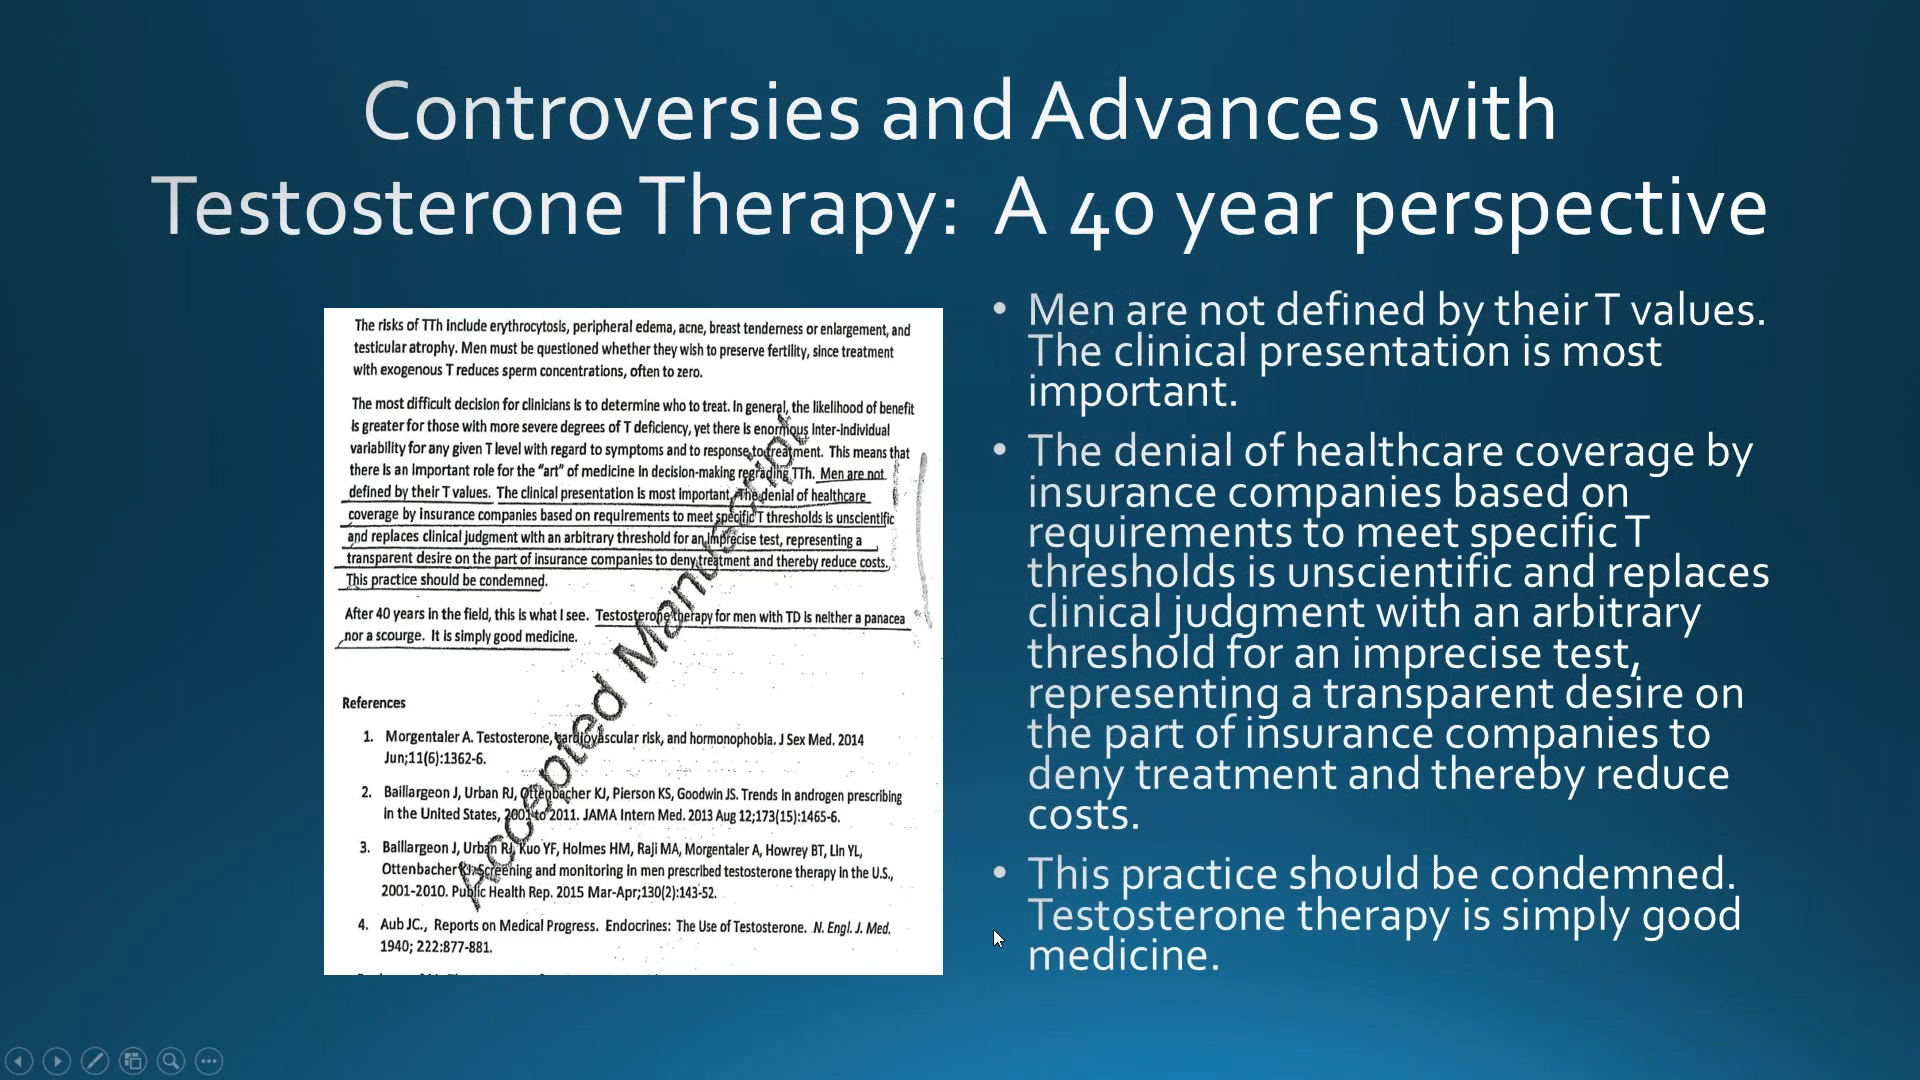 Controversies and Advances with
Testosterone Therapy: A 40 year perspective
The risks of TTh include erythrocytosis, peripheral edema, acne, breast tenderness or enlargement, and
testicular atrophy. Men must be questioned whether they wish to preserve fertility, since treatment
with exogenous T reduces sperm concentrations, often to zero.
The most difficult decision for clinicians is to determine who to treat. In general, the likelihood of benefit
is greater for those with more severe degrees of T deficiency, yet there is enormous inter-individual
variability for any given T level with regard to symptoms and to response to treatment. This means that
there is an important role for the "art" of medicine in decision-making regrading TTh. Men are not
defined by their T values. The clinical presentation is most important. The denial of healthcare
coverage by insurance companies based on requirements to meet specific T thresholds is unscientific
and replaces clinical judgment with an arbitrary threshold for an imprecise test, representing a
transparent desire on the part of insurance companies to deny treatment and thereby reduce costs.
This practice should be condemned.
After 40 years in the field, this is what I see. Testosterone therapy for men with TD is neither a panacea
nor a scourge. It is simply good medicine.
References
1. Morgentaler A. Testosterone, cardiovascular risk, and hormonophobia. J Sex Med. 2014
Jun;11(6):1362-6.
2. Baillargeon J, Urban RJ, Ottenbacher KJ, Pierson KS, Goodwin JS. Trends in androgen prescribing
in the United States, 2001 to 2011. JAMA Intern Med. 2013 Aug 12;173(15):1465-6.
3. Baillargeon J, Urban RJ, Kuo YF, Holmes HM, Raji MA, Morgentaler A, Howrey BT, Lin YL,
Ottenbacher KJ. Screening and monitoring in men prescribed testosterone therapy in the U.S.,
2001-2010. Public Health Rep. 2015 Mar-Apr;130(2):143-52.
4. Aub JC., Reports on Medical Progress. Endocrines: The Use of Testosterone. N. Engl. J. Med.
1940; 222:877-881.
Accepted Manuscript
• Men are not defined by their T values.
The clinical presentation is most
important.
• The denial of healthcare coverage by
insurance companies based on
requirements to meet specific T
thresholds is unscientific and replaces
clinical judgment with an arbitrary
threshold for an imprecise test,
representing a transparent desire on
the part of insurance companies to
deny treatment and thereby reduce
costs.
• This practice should be condemned.
Testosterone therapy is simply good
medicine.